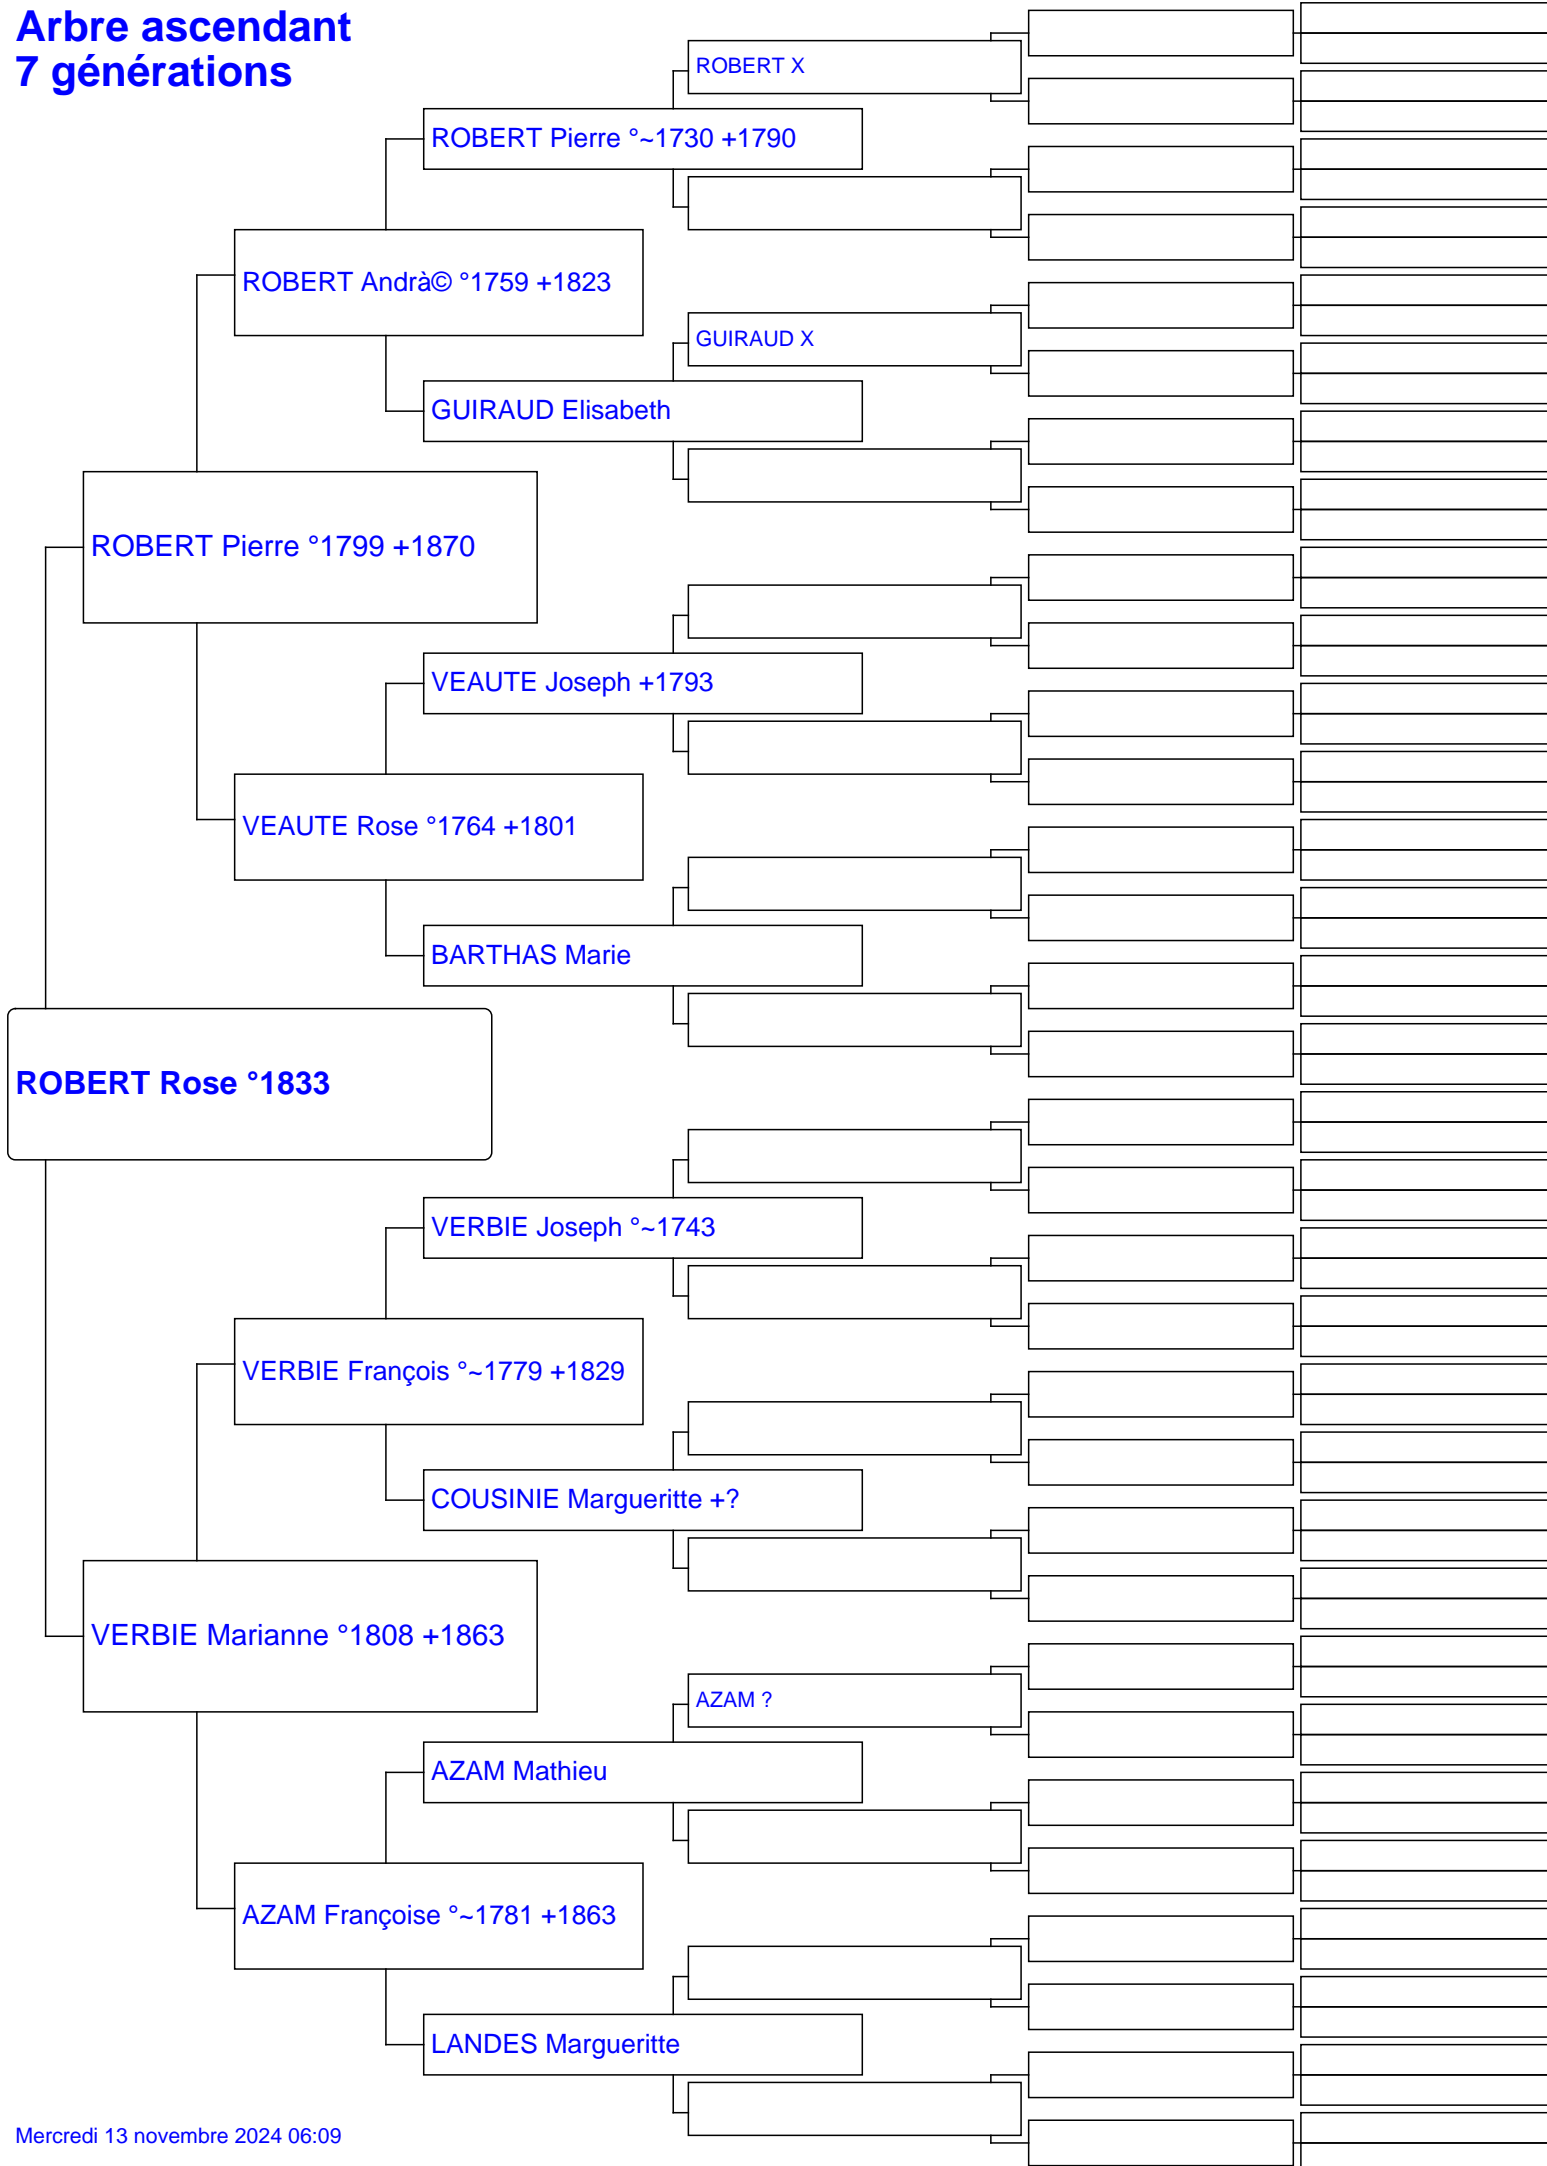 Arbre ascendant
7 générations
ROBERT X
ROBERT Pierre °~1730 +1790
ROBERT Andrà© °1759 +1823
GUIRAUD X
GUIRAUD Elisabeth
ROBERT Pierre °1799 +1870
VEAUTE Joseph +1793
VEAUTE Rose °1764 +1801
BARTHAS Marie
ROBERT Rose °1833
VERBIE Joseph °~1743
VERBIE François °~1779 +1829
COUSINIE Margueritte +?
VERBIE Marianne °1808 +1863
AZAM ?
AZAM Mathieu
AZAM Françoise °~1781 +1863
LANDES Margueritte
Mercredi 13 novembre 2024 06:09